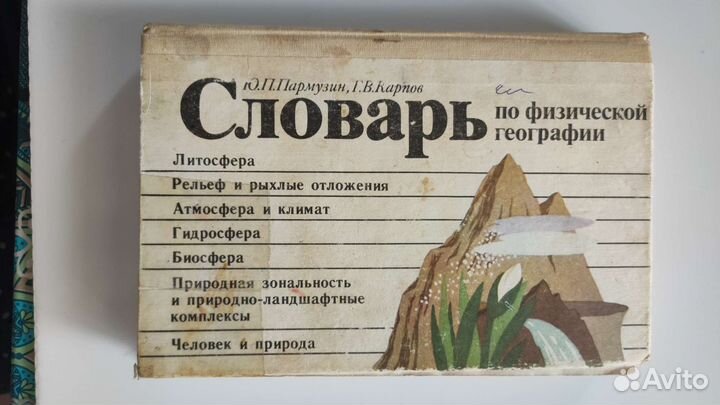 Ю.П.Пармузин, Г.В.Карпов
Словарь
по физической
географии
Литосфера
Рельеф и рыхлые отложения
Атмосфера и климат
Гидросфера
Биосфера
Природная зональность
и природно-ландшафтные
комплексы
Человек и природа
Avito